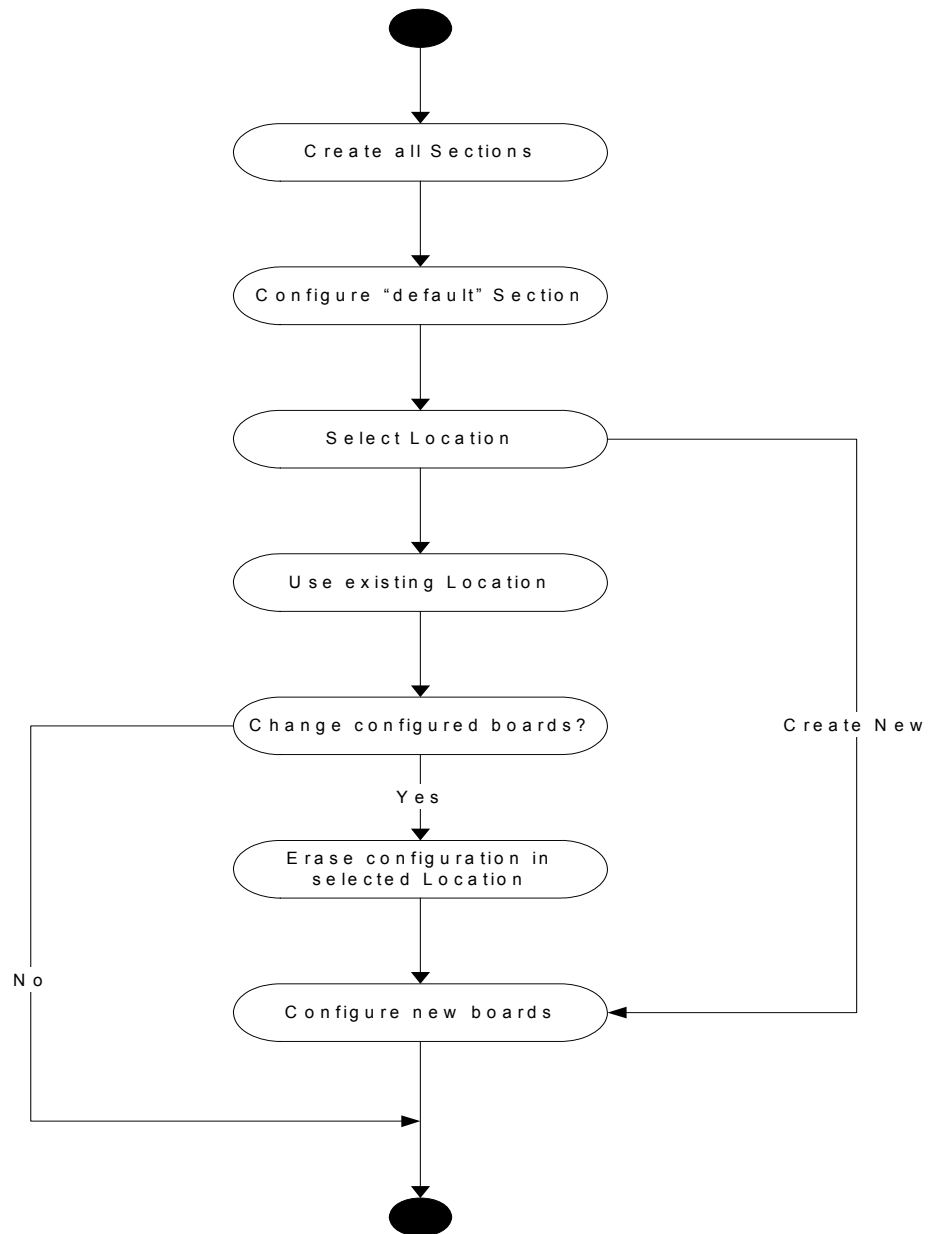 Create all Sections
Configure “default” Section
Select Location
Use existing Location
Change configured boards?
Create New
Yes
Erase configuration in
selected Location
No
Configure new boards